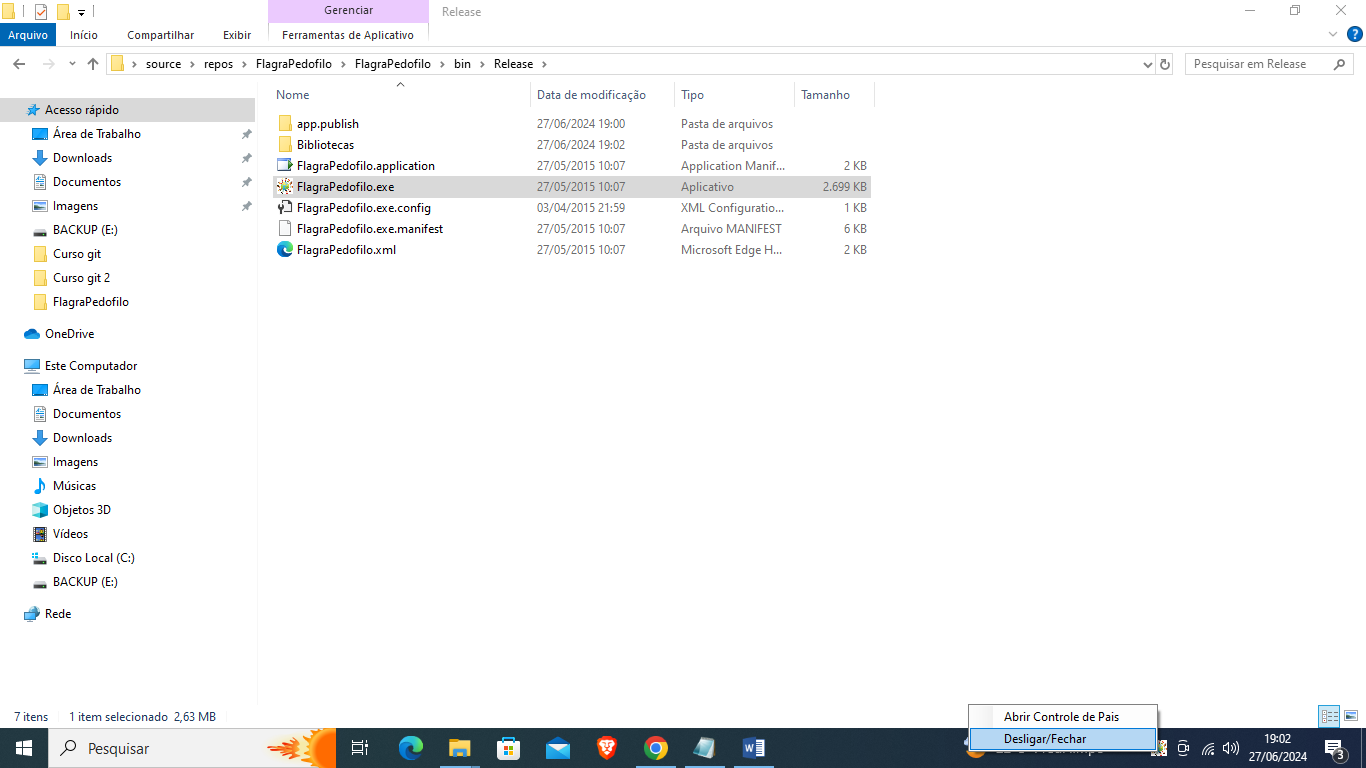 Gerenciar
Release
Arquivo
Início
Compartilhar
Exibir
Ferramentas de Aplicativo
source > repos > FlagraPedofilo > FlagraPedofilo > bin > Release >
Pesquisar em Release
Nome
Data de modificação
Tipo
Tamanho
app.publish 27/06/2024 19:00 Pasta de arquivos
Bibliotecas 27/06/2024 19:02 Pasta de arquivos
FlagraPedofilo.application 27/05/2015 10:07 Application Manif... 2 KB
FlagraPedofilo.exe 27/05/2015 10:07 Aplicativo 2.699 KB
FlagraPedofilo.exe.config 03/04/2015 21:59 XML Configuratio... 1 KB
FlagraPedofilo.exe.manifest 27/05/2015 10:07 Arquivo MANIFEST 6 KB
FlagraPedofilo.xml 27/05/2015 10:07 Microsoft Edge H... 2 KB
Acesso rápido
Área de Trabalho
Downloads
Documentos
Imagens
BACKUP (E:)
Curso git
Curso git 2
FlagraPedofilo
OneDrive
Este Computador
Área de Trabalho
Documentos
Downloads
Imagens
Músicas
Objetos 3D
Vídeos
Disco Local (C:)
BACKUP (E:)
Rede
7 itens
1 item selecionado 2,63 MB
Abrir Controle de Pais
Desligar/Fechar
Pesquisar
19:02
27/06/2024
3